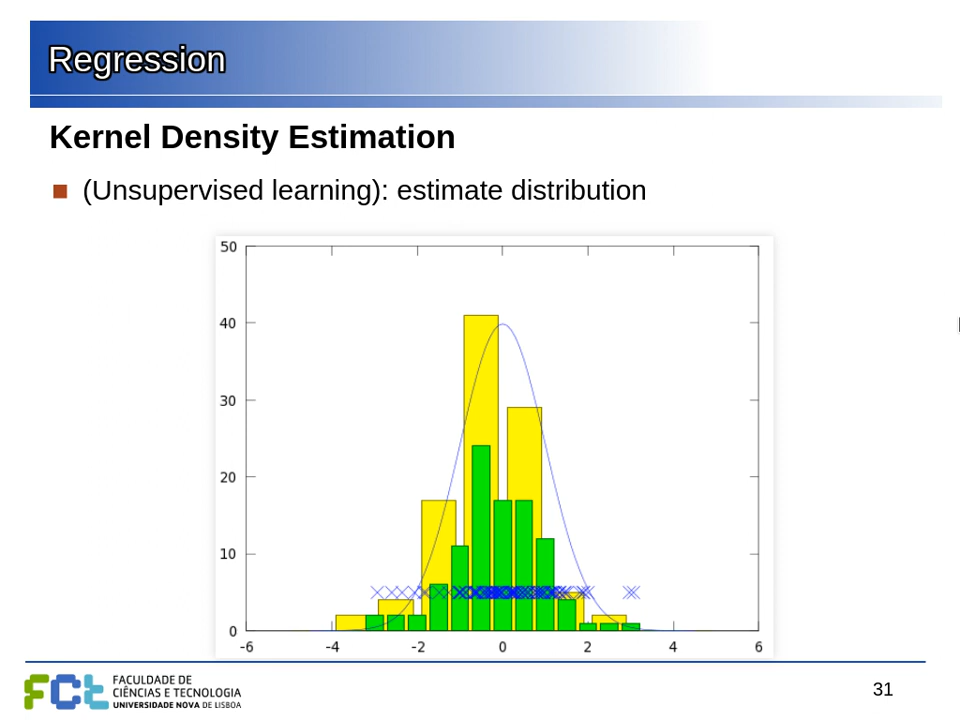 Regression
Kernel Density Estimation
(Unsupervised learning): estimate distribution
50
40
30
20
10
0
-6 -4 -2 0 2 4 6
FACULDADE DE
CIÊNCIAS E TECNOLOGIA
UNIVERSIDADE NOVA DE LISBOA
31